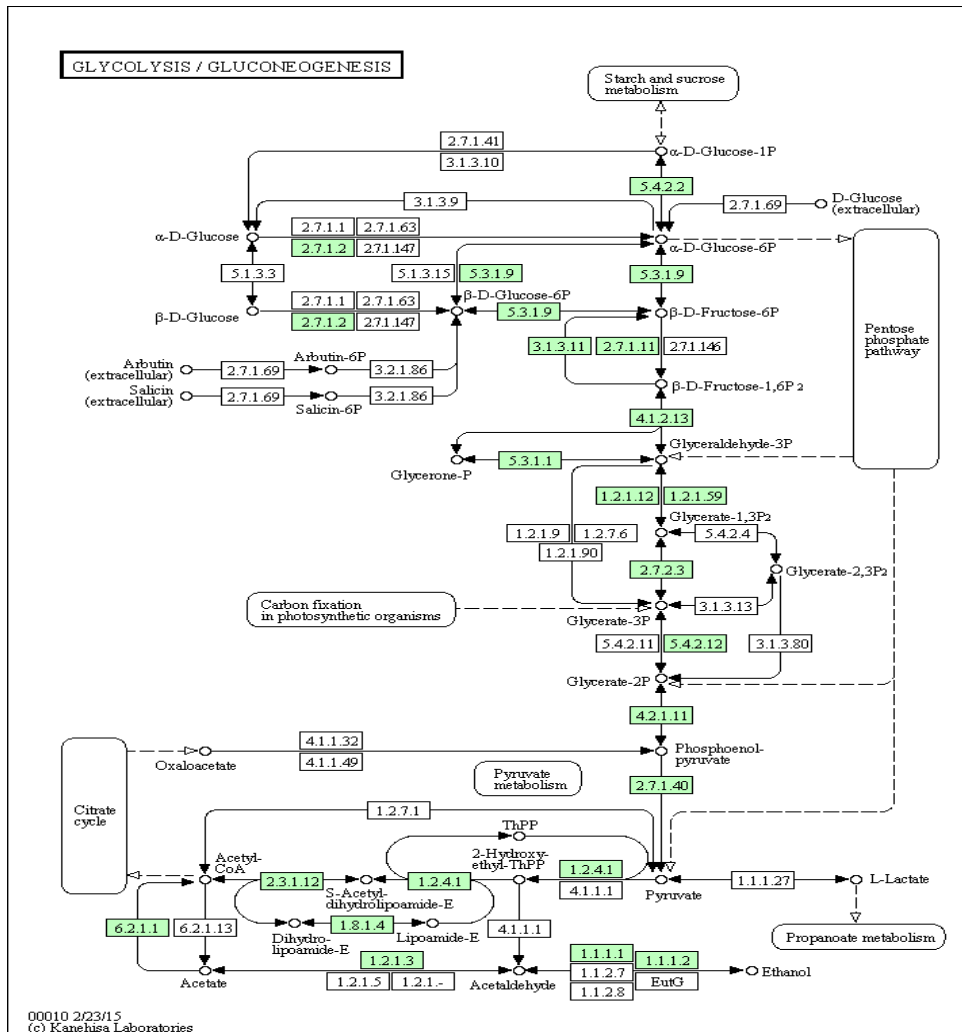 GLYCOLYSIS / GLUCONEOGENESIS
Starch and sucrose
metabolism
2.7.1.41
3.1.3.10
α-D-Glucose-1P
5.4.2.2
3.1.3.9
2.7.1.69
D-Glucose
(extracellular)
2.7.1.1
2.7.1.63
α-D-Glucose
2.7.1.2
2.7.1.147
α-D-Glucose-6P
5.1.3.3
5.1.3.15
5.3.1.9
5.3.1.9
β-D-Glucose-6P
2.7.1.1
2.7.1.63
β-D-Glucose
2.7.1.2
2.7.1.147
5.3.1.9
β-D-Fructose-6P
Pentose
phosphate
pathway
3.1.3.11
2.7.1.11
2.7.1.146
Arbutin
(extracellular)
2.7.1.69
Arbutin-6P
3.2.1.86
β-D-Fructose-1,6P2
Salicin
(extracellular)
2.7.1.69
Salicin-6P
3.2.1.86
4.1.2.13
Glyceraldehyde-3P
Glycerone-P
5.3.1.1
1.2.1.12
1.2.1.59
Glycerate-1,3P2
1.2.1.9
1.2.7.6
1.2.1.90
5.4.2.4
2.7.2.3
Glycerate-2,3P2
Carbon fixation
in photosynthetic organisms
3.1.3.13
Glycerate-3P
5.4.2.11
5.4.2.12
3.1.3.80
Glycerate-2P
4.2.1.11
4.1.1.32
Oxaloacetate
4.1.1.49
Phosphoenol-
pyruvate
Pyruvate
metabolism
2.7.1.40
Citrate
cycle
1.2.7.1
ThPP
Acetyl-
CoA
2-Hydroxy-
ethyl-ThPP
2.3.1.12
S-Acetyl-
dihydrolipoamide-E
1.2.4.1
1.2.4.1
4.1.1.1
Pyruvate
1.1.1.27
L-Lactate
6.2.1.1
6.2.1.13
Dihydro-
lipoamide-E
1.8.1.4
Lipoamide-E
4.1.1.1
Propanoate metabolism
Acetate
1.2.1.3
1.2.1.5
1.2.1.-
Acetaldehyde
1.1.1.1
1.1.1.2
1.1.2.7
EutG
1.1.2.8
Ethanol
00010 2/23/15
(c) Kanehisa Laboratories